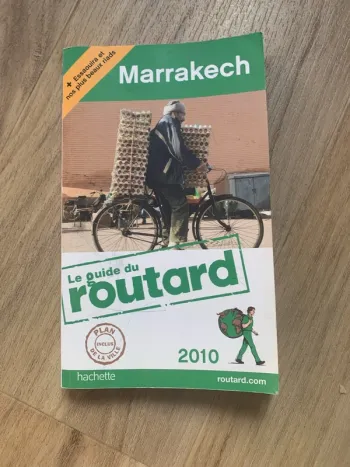 + Essaouira et
nos plus beaux riads
Marrakech
Le guide du
routard
PLAN
INCLUS
DE LA VILLE
2010
hachette
routard.com